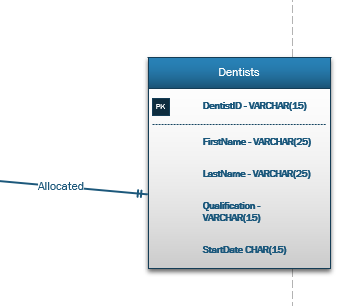 Dentists
PK
DentistID - VARCHAR(15)
FirstName - VARCHAR(25)
LastName - VARCHAR(25)
Allocated
Qualification -
VARCHAR(15)
StartDate CHAR(15)